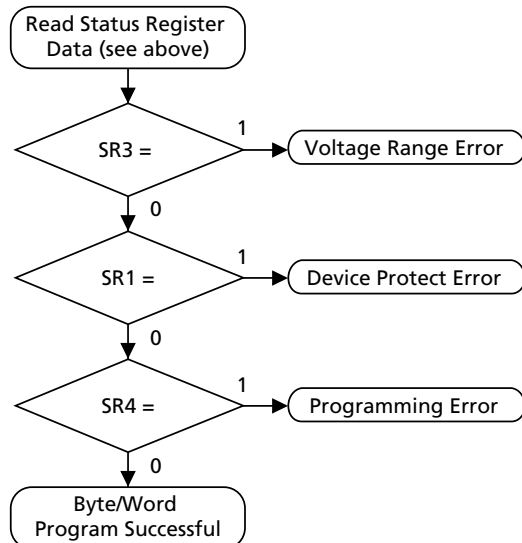 Read Status Register
Data (see above)
1
SR3 =
Voltage Range Error
0
1
SR1 =
Device Protect Error
0
1
SR4 =
Programming Error
0
Byte/Word
Program Successful